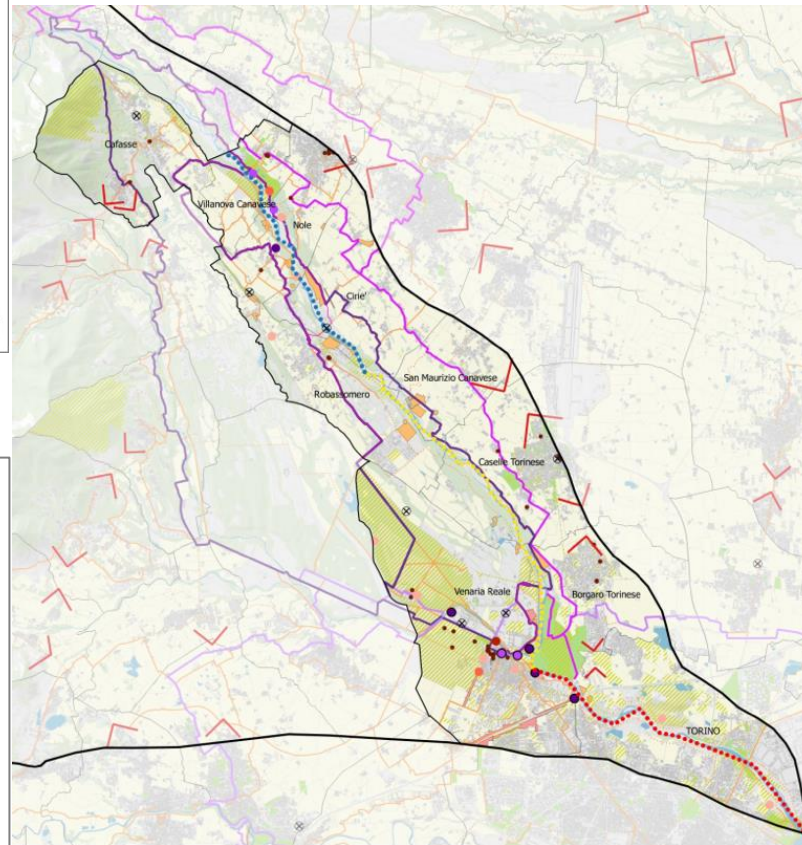 Cafasse
Villanova Canavese
Nole
Cirie'
San Maurizio Canavese
Robassomero
Caselle Torinese
Venaria Reale
Borgaro Torinese
TORINO